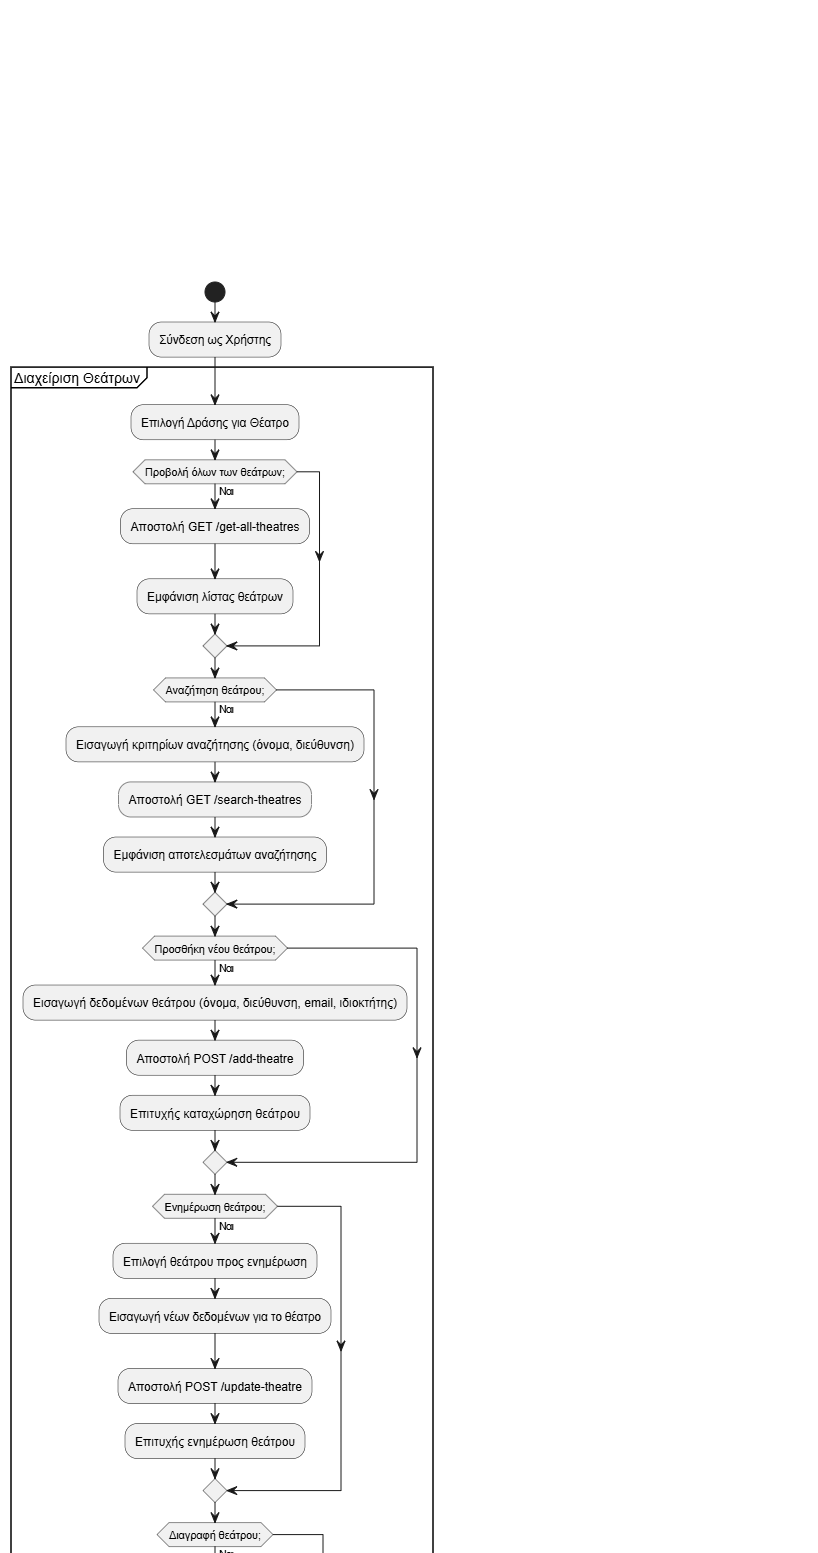 Σύνδεση ως Χρήστης
Διαχείριση Θεάτρων
Επιλογή Δράσης για Θέατρο
Προβολή όλων των θεάτρων;
Ναι
Αποστολή GET /get-all-theatres
Εμφάνιση λίστας θεάτρων
Αναζήτηση θεάτρου;
Ναι
Εισαγωγή κριτηρίων αναζήτησης (όνομα, διεύθυνση)
Αποστολή GET /search-theatres
Εμφάνιση αποτελεσμάτων αναζήτησης
Προσθήκη νέου θεάτρου;
Ναι
Εισαγωγή δεδομένων θεάτρου (όνομα, διεύθυνση, email, ιδιοκτήτης)
Αποστολή POST /add-theatre
Επιτυχής καταχώρηση θεάτρου
Ενημέρωση θεάτρου;
Ναι
Επιλογή θεάτρου προς ενημέρωση
Εισαγωγή νέων δεδομένων για το θέατρο
Αποστολή POST /update-theatre
Επιτυχής ενημέρωση θεάτρου
Διαγραφή θεάτρου;
Ναι